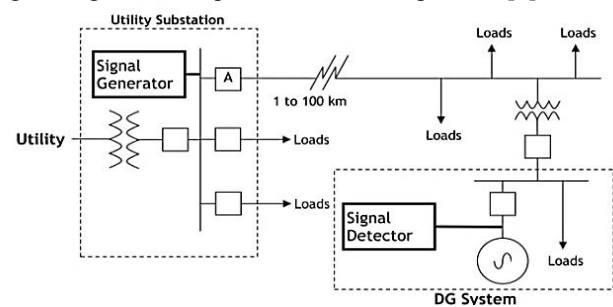 Utility Substation
Signal
Generator
A
Loads
Loads
1 to 100 km
Utility
Loads
Loads
Loads
Signal
Detector
Loads
DG System